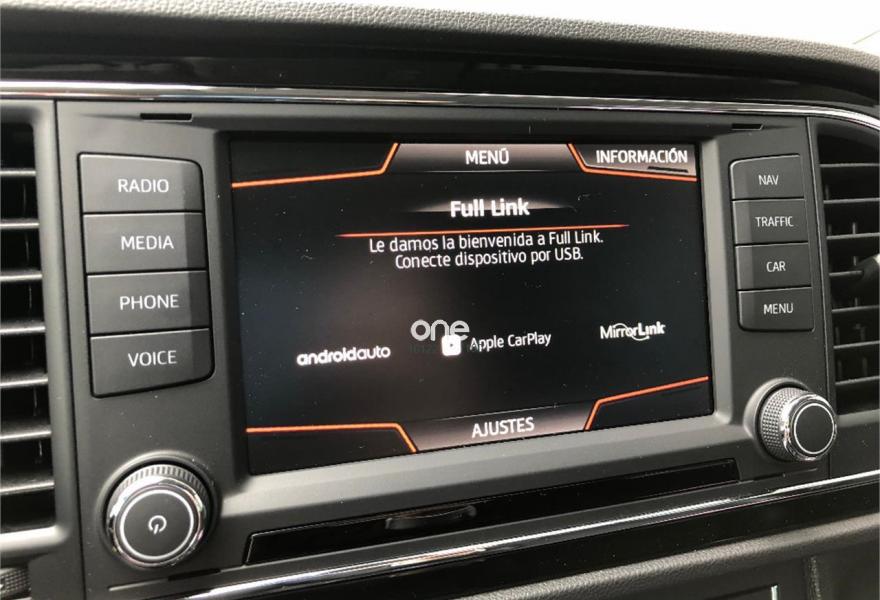 RADIO
MEDIA
PHONE
VOICE
MENÚ
INFORMACIÓN
Full Link
Le damos la bienvenida a Full Link.
Conecte dispositivo por USB.
androidauto
one
Apple CarPlay
MirrorLink
AJUSTES
NAV
TRAFFIC
CAR
MENU